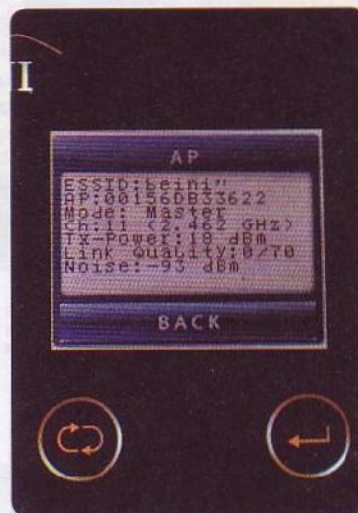 AP
ESSID:beini"
AP:00156DB33622
Mode: Master
Ch:11 (2.462 GHz)
Tx-Power:18 dBm
Link Quality:0/70
Noise:-93 dBm
BACK